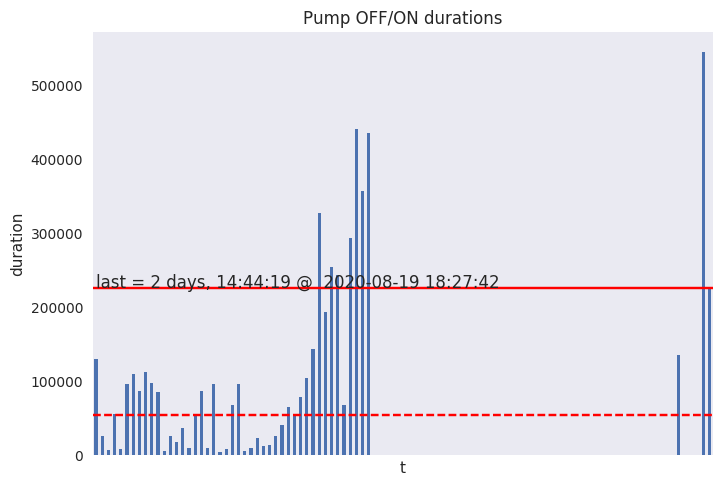 Pump OFF/ON durations
500000
400000
300000
last = 2 days, 14:44:19 @  2020-08-19 18:27:42
200000
100000
0
duration
t